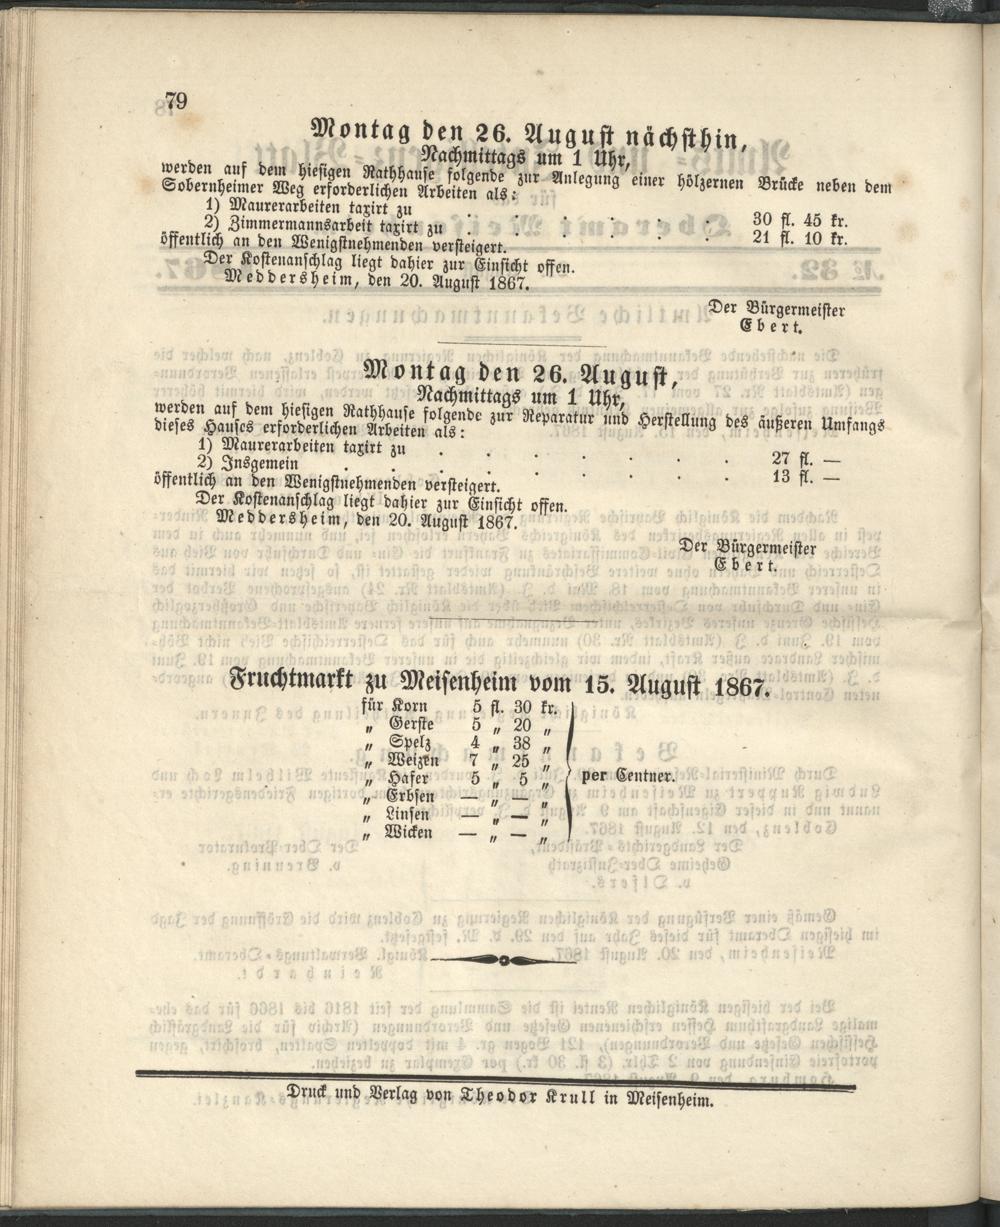 79
Montag den 26. August nächsthin,
Nachmittags um 1 Uhr,
werden auf dem hiesigen Rathhause folgende zur Anlegung einer hölzernen Brücke neben dem
Sobernheimer Weg erforderlichen Arbeiten als:
1) Maurerarbeiten taxirt zu . . . . . . 30 fl. 45 kr.
2) Zimmermannsarbeit taxirt zu . . . . . . 21 fl. 10 kr.
öffentlich an den Wenigstnehmenden versteigert.
Der Kostenanschlag liegt dahier zur Einsicht offen.
Meddersheim, den 20. August 1867.
Der Bürgermeister
Ebert.
Montag den 26. August,
Nachmittags um 1 Uhr,
werden auf dem hiesigen Rathhause folgende zur Reparatur und Herstellung des äußeren Umfangs
dieses Hauses erforderlichen Arbeiten als:
1) Maurerarbeiten taxirt zu . . . . . . . 27 fl. —
2) Insgemein . . . . . . . . . 13 fl. —
öffentlich an den Wenigstnehmenden versteigert.
Der Kostenanschlag liegt dahier zur Einsicht offen.
Meddersheim, den 20. August 1867.
Der Bürgermeister
Ebert.
Fruchtmarkt zu Meisenheim vom 15. August 1867.
für Korn 5 fl. 30 kr.
„ Gerste 5 „ 20 „
„ Spelz 4 „ 38 „
„ Weizen 7 „ 25 „
„ Hafer 5 „ 5 „ per Centner.
„ Erbsen — „ — „
„ Linsen — „ — „
„ Wicken — „ — „
Druck und Verlag von Theodor Krull in Meisenheim.